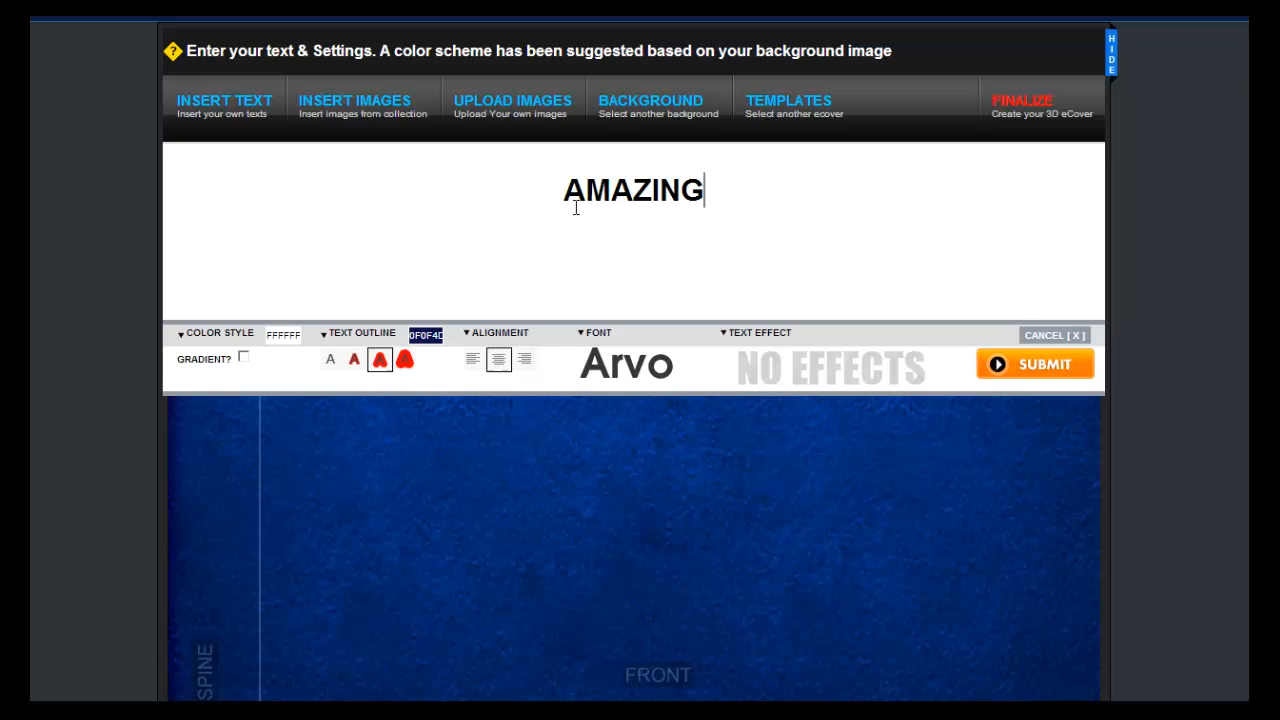 ? Enter your text & Settings. A color scheme has been suggested based on your background image
HIDE
INSERT TEXT INSERT IMAGES UPLOAD IMAGES BACKGROUND TEMPLATES FINALIZE
Insert your own texts Insert images from collection Upload Your own images Select another background Select another ecover Create your 3D eCover
AMAZING
COLOR STYLE FFFFFF TEXT OUTLINE 0F0F4D ALIGNMENT FONT TEXT EFFECT CANCEL [ X ]
GRADIENT? A A A A Arvo NO EFFECTS SUBMIT
SPINE
FRONT